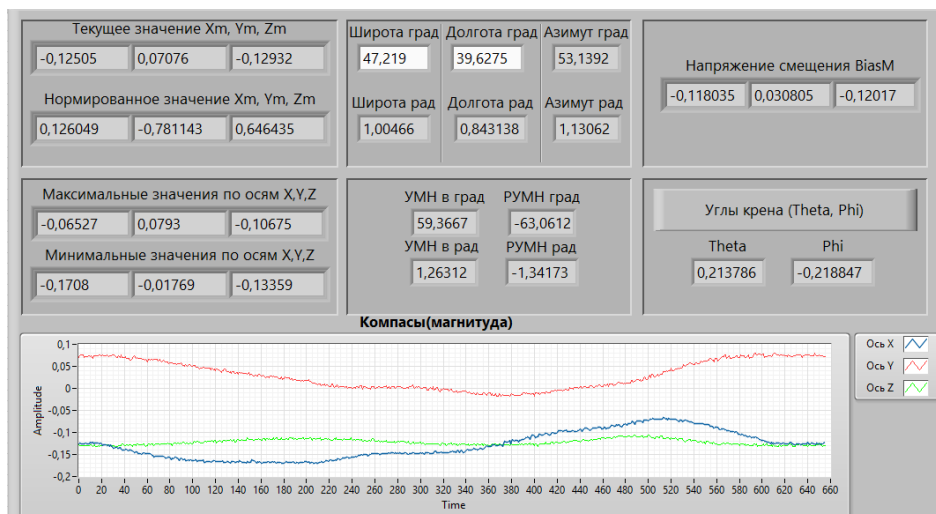 Текущее значение Xm, Ym, Zm
-0,12505 0,07076 -0,12932
Нормированное значение Xm, Ym, Zm
0,126049 -0,781143 0,646435
Широта град Долгота град Азимут град
47,219 39,6275 53,1392
Широта рад Долгота рад Азимут рад
1,00466 0,843138 1,13062
Напряжение смещения BiasM
-0,118035 0,030805 -0,12017
Максимальные значения по осям X,Y,Z
-0,06527 0,0793 -0,10675
Минимальные значения по осям X,Y,Z
-0,1708 -0,01769 -0,13359
УМН в град РУМН град
59,3667 -63,0612
УМН в рад РУМН рад
1,26312 -1,34173
Углы крена (Theta, Phi)
Theta Phi
0,213786 -0,218847
Компасы(магнитуда)
Amplitude
0,1
0,05
0
-0,05
-0,1
-0,15
-0,2
0 20 40 60 80 100 120 140 160 180 200 220 240 260 280 300 320 340 360 380 400 420 440 460 480 500 520 540 560 580 600 620 640 660
Time
Ось X
Ось Y
Ось Z